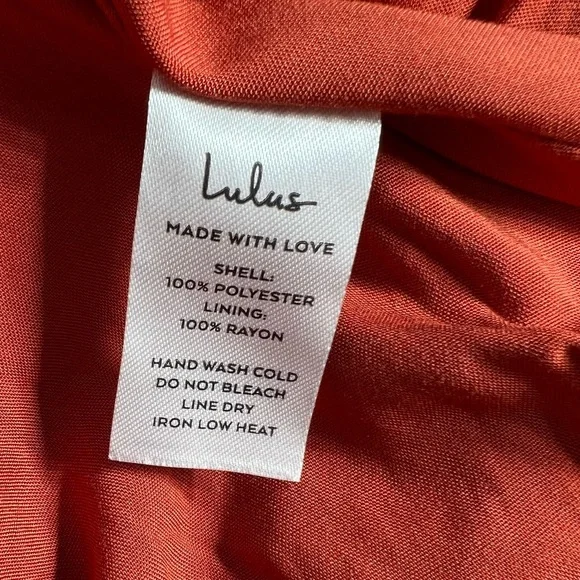 Lulus
MADE WITH LOVE
SHELL:
100% POLYESTER
LINING:
100% RAYON
HAND WASH COLD
DO NOT BLEACH
LINE DRY
IRON LOW HEAT